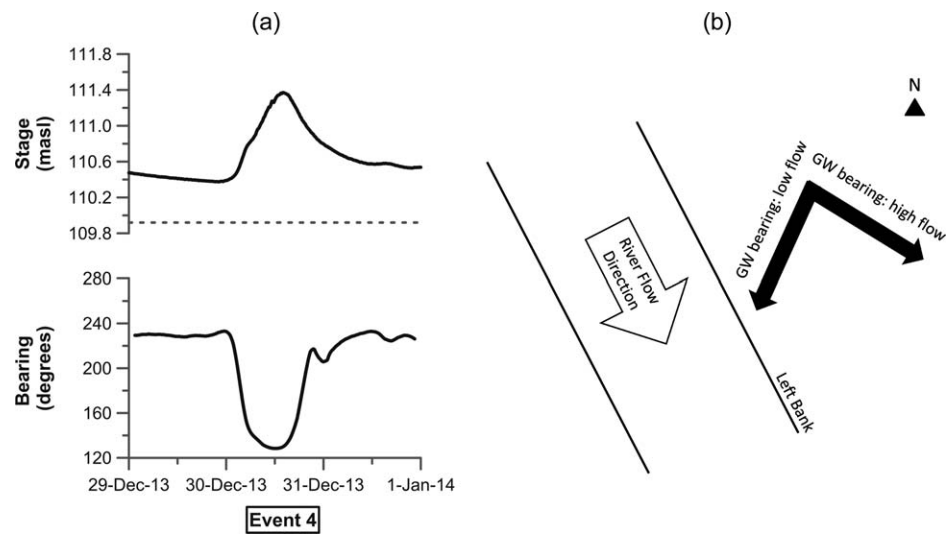 (a)
(b)
111.8
111.4
111.0
110.6
110.2
109.8
Stage
(masl)
280
240
200
160
120
Bearing
(degrees)
29-Dec-13
30-Dec-13
31-Dec-13
1-Jan-14
Event 4
N
GW bearing: low flow
GW bearing: high flow
River Flow
Direction
Left Bank